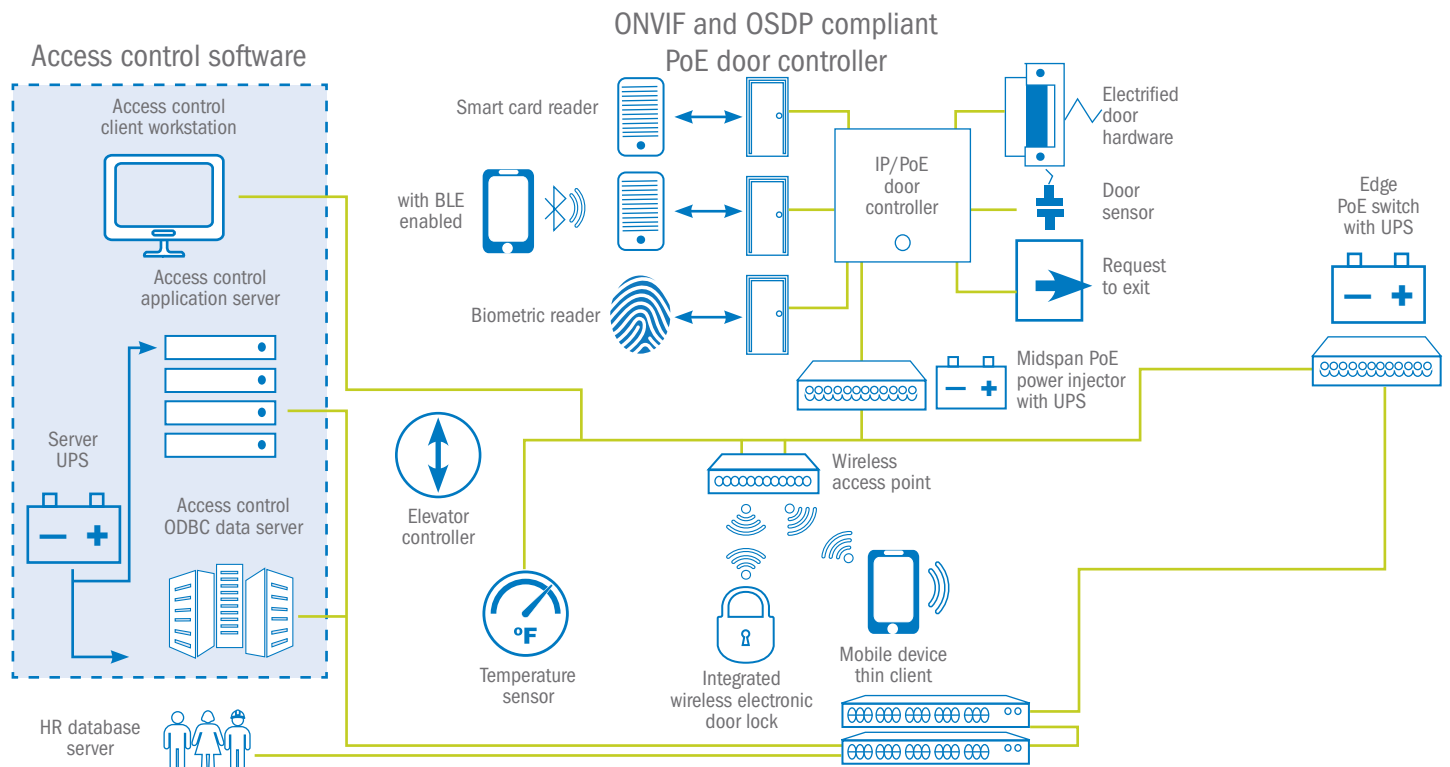 ONVIF and OSDP compliant
PoE door controller
Access control software
Access control
client workstation
Access control
application server
Server
UPS
Access control
ODBC data server
HR database
server
Smart card reader
with BLE
enabled
Biometric reader
IP/PoE
door
controller
Electrified
door
hardware
Door
sensor
Request
to exit
Edge
PoE switch
with UPS
Midspan PoE
power injector
with UPS
Elevator
controller
Wireless
access point
°F
Temperature
sensor
Integrated
wireless electronic
door lock
Mobile device
thin client